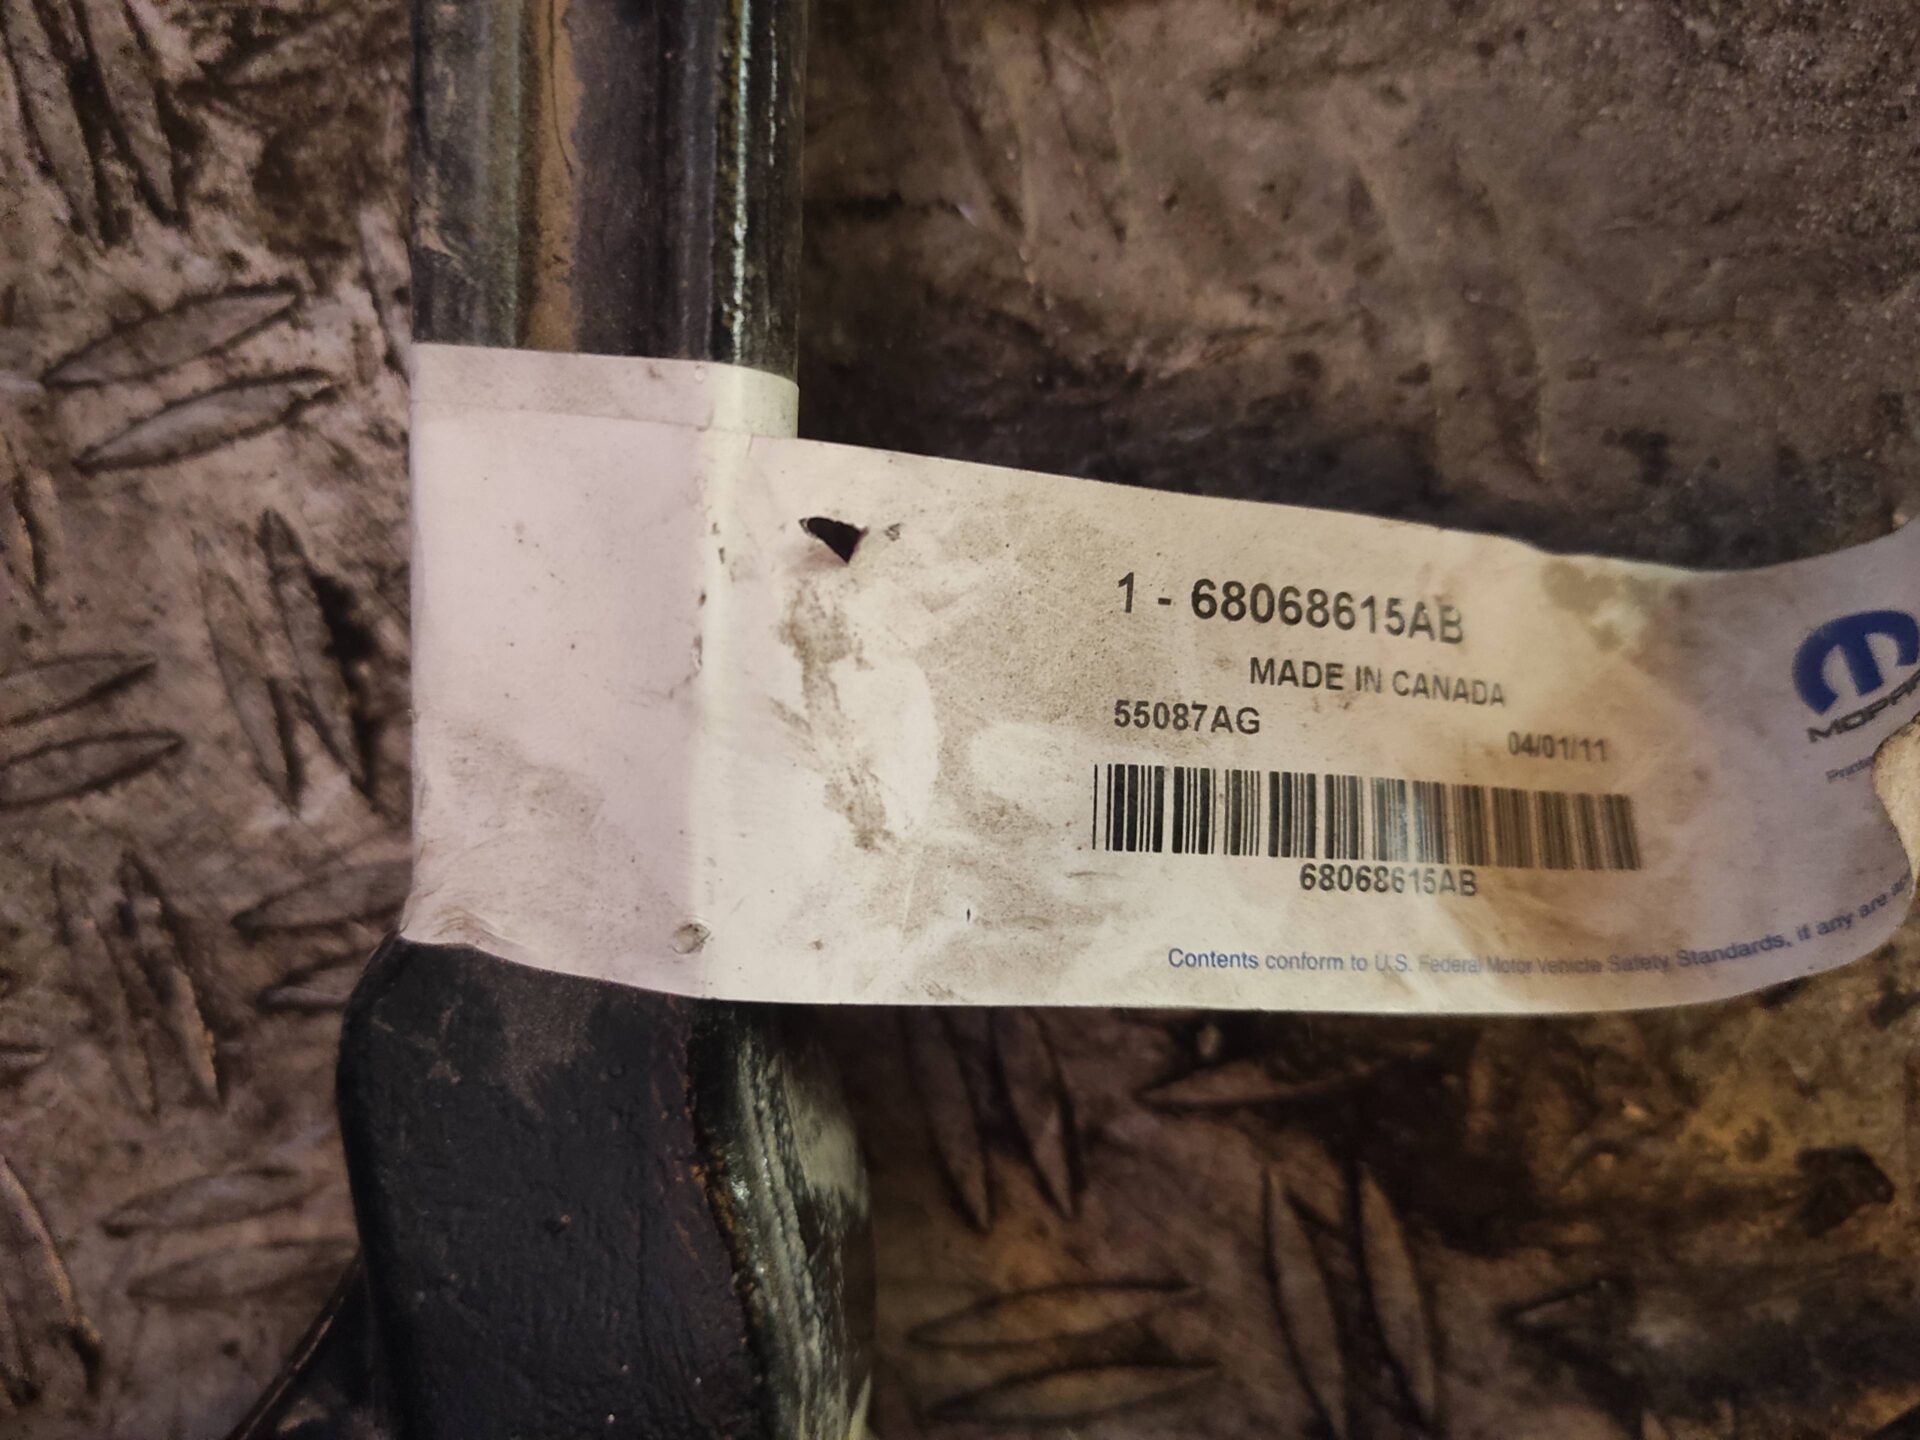 1 - 68068615AB
MADE IN CANADA
55087AG
04/01/11
68068615AB
MOPAR
Contents conform to U.S. Federal Motor Vehicle Safety Standards, if any are